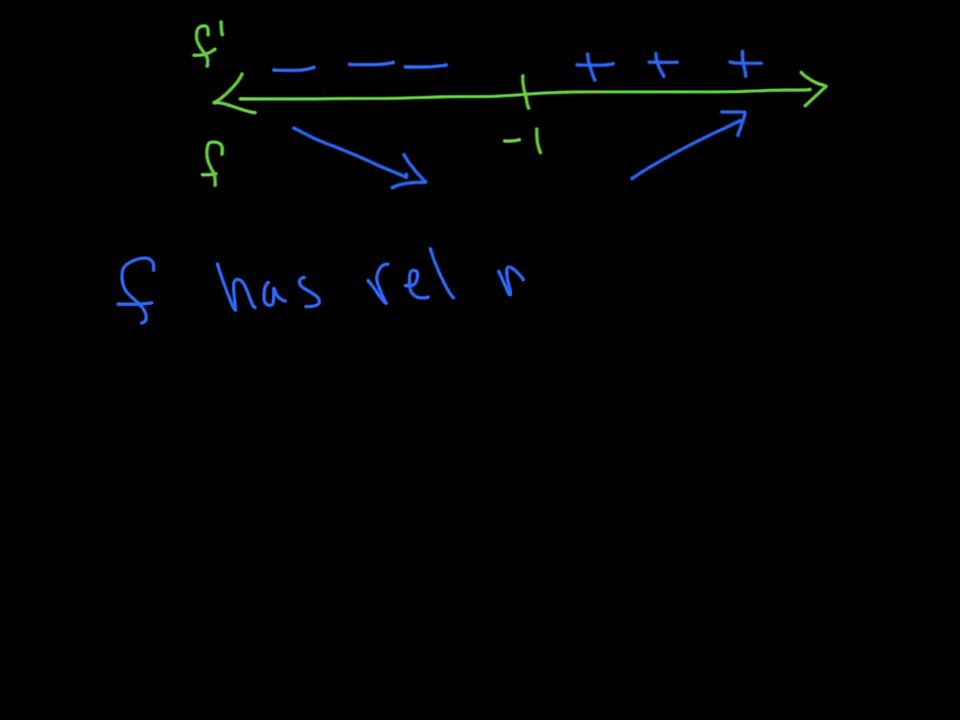 f' — — — + + +
-1
f
f has rel n